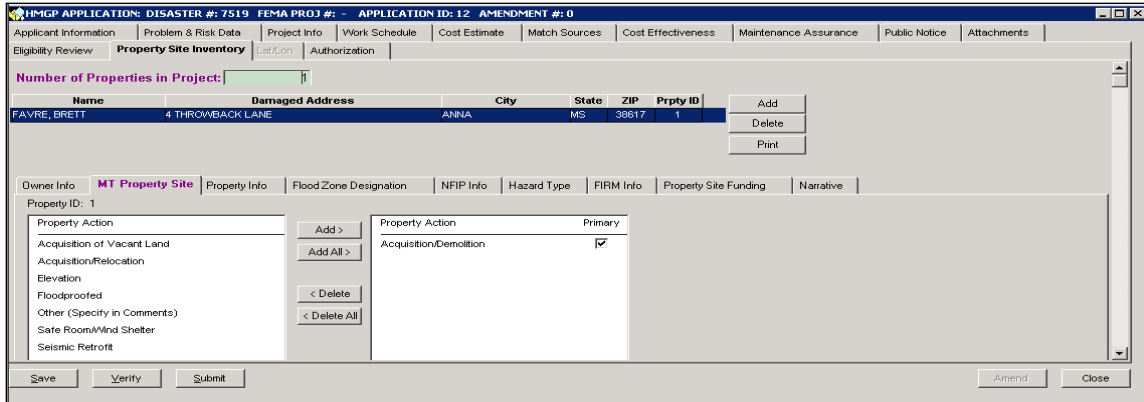 HMGP APPLICATION: DISASTER #: 7519 FEMA PROJ #: - APPLICATION ID: 12 AMENDMENT #: 0
Applicant Information Problem & Risk Data Project Info Work Schedule Cost Estimate Match Sources Cost Effectiveness Maintenance Assurance Public Notice Attachments
Eligibility Review Property Site Inventory Lat/Lon Authorization
Number of Properties in Project: 1
Name Damaged Address City State ZIP Prpty ID
FAVRE, BRETT 4 THROWBACK LANE ANNA MS 38617 1
Add
Delete
Print
Owner Info MT Property Site Property Info Flood Zone Designation NFIP Info Hazard Type FIRM Info Property Site Funding Narrative
Property ID: 1
Property Action
Acquisition of Vacant Land
Acquisition/Relocation
Elevation
Floodproofed
Other (Specify in Comments)
Safe Room/Wind Shelter
Seismic Retrofit
Add >
Add All >
< Delete
< Delete All
Property Action Primary
Acquisition/Demolition
Save Verify Submit Amend Close